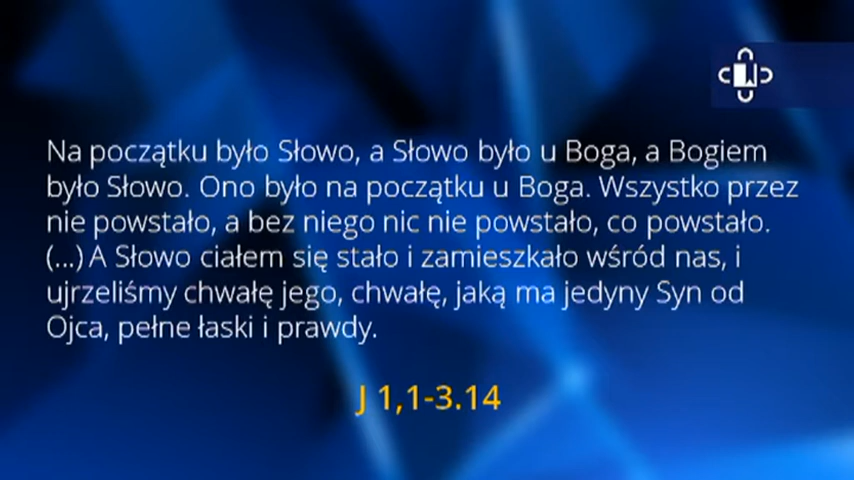 Na początku było Słowo, a Słowo było u Boga, a Bogiem
było Słowo. Ono było na początku u Boga. Wszystko przez
nie powstało, a bez niego nic nie powstało, co powstało.
(...) A Słowo ciałem się stało i zamieszkało wśród nas, i
ujrzeliśmy chwałę jego, chwałę, jaką ma jedyny Syn od
Ojca, pełne łaski i prawdy.
J 1,1-3.14